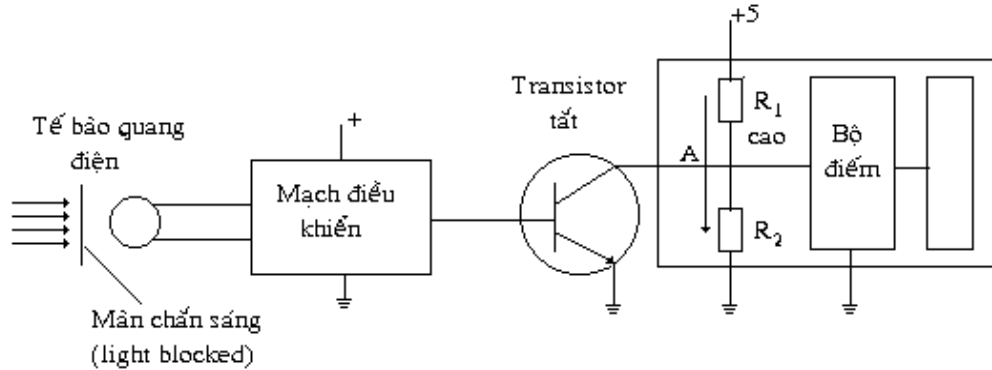 +5
Transistor
tắt
R1
cao
Tế bào quang
điện
+
A
Bộ
điếm
Mạch điều
khiển
R2
Màn chắn sáng
(light blocked)